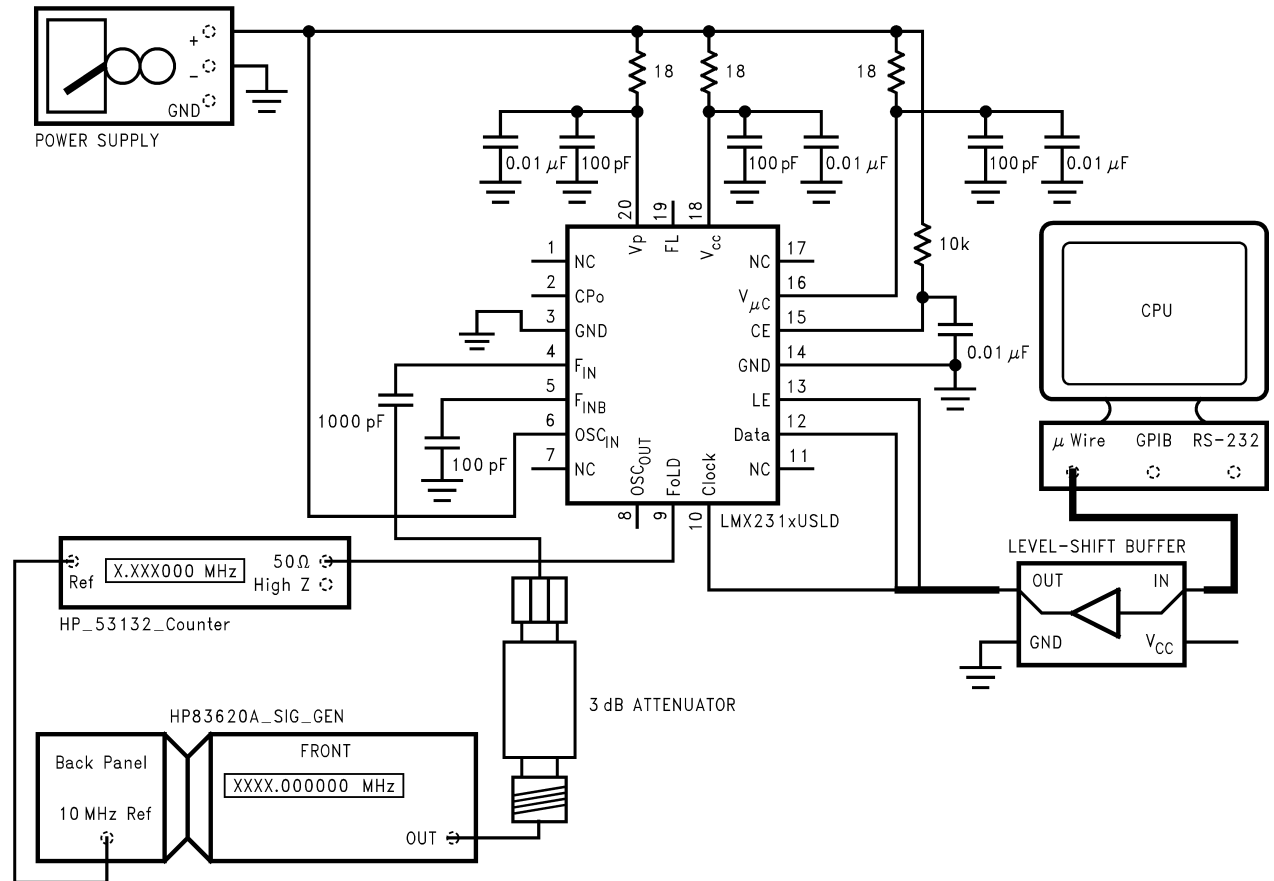 +
−
GND
POWER SUPPLY
18
18
18
0.01 μF
100 pF
100 pF
0.01 μF
100 pF
0.01 μF
20
19
18
Vp
FL
Vcc
1
NC
2
CPo
3
GND
4
FIN
5
FINB
6
OSCIN
7
NC
17
NC
16
VμC
15
CE
14
GND
13
LE
12
Data
11
NC
8
OSCOUT
9
FoLD
10
Clock
LMX231xUSLD
10k
0.01 μF
1000 pF
100 pF
CPU
μ Wire
GPIB
RS-232
LEVEL-SHIFT BUFFER
OUT
IN
GND
VCC
Ref
X.XXX000 MHz
50Ω
High Z
HP_53132_Counter
3 dB ATTENUATOR
HP83620A_SIG_GEN
Back Panel
10 MHz Ref
FRONT
XXXX.000000 MHz
OUT